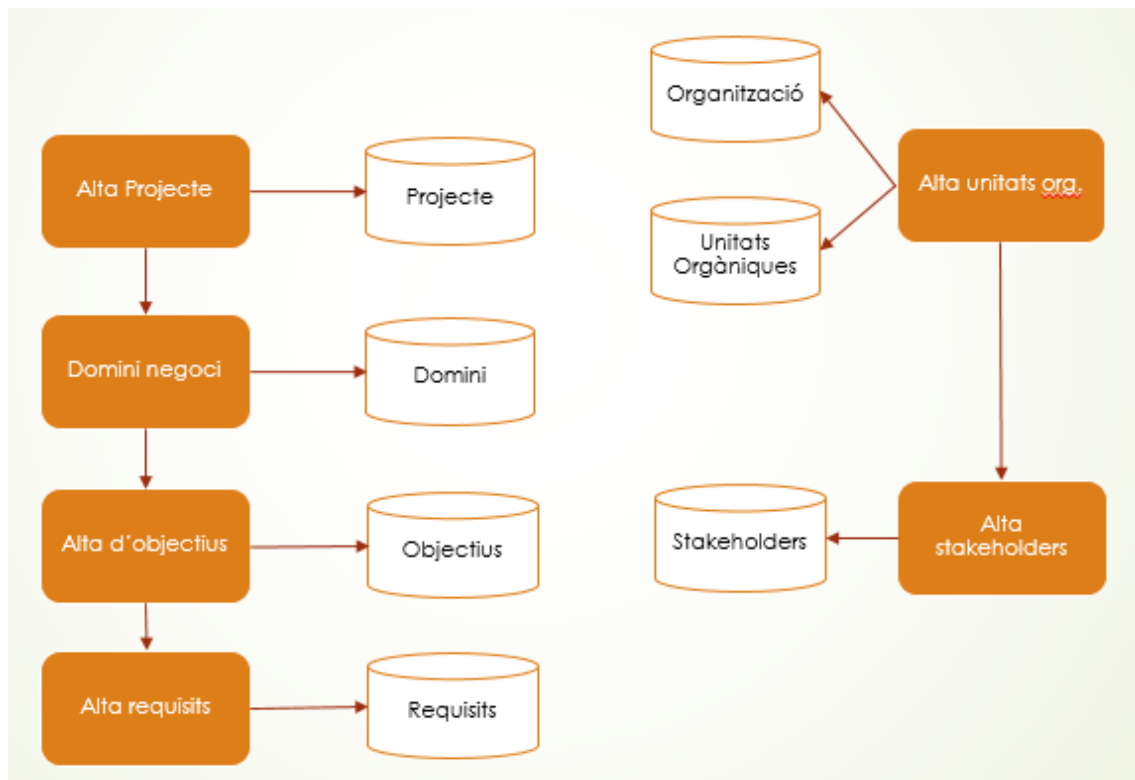 Alta Projecte
Projecte
Domini negoci
Domini
Alta d'objectius
Objectius
Alta requisits
Requisits
Organització
Unitats
Orgàniques
Alta unitats org.
Stakeholders
Alta
stakeholders